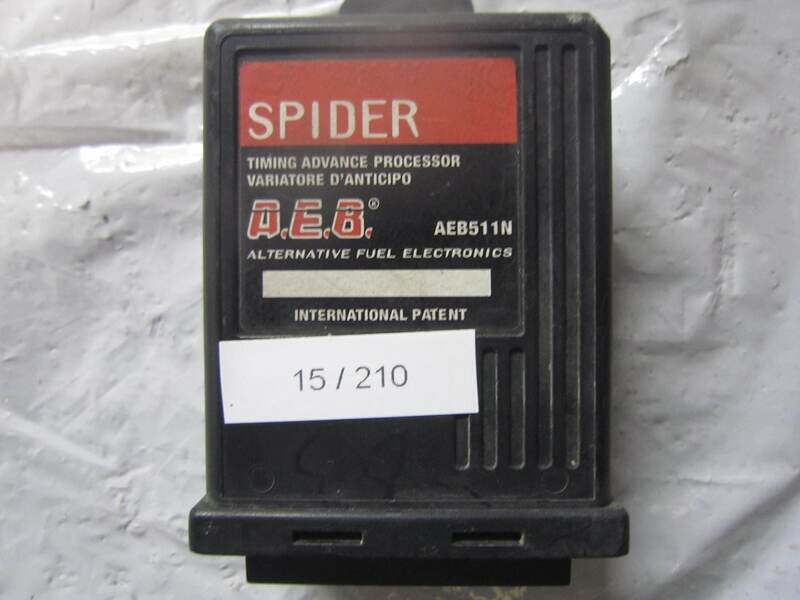 SPIDER
TIMING ADVANCE PROCESSOR
VARIATORE D'ANTICIPO
A.E.B.® AEB511N
ALTERNATIVE FUEL ELECTRONICS
INTERNATIONAL PATENT
15 / 210